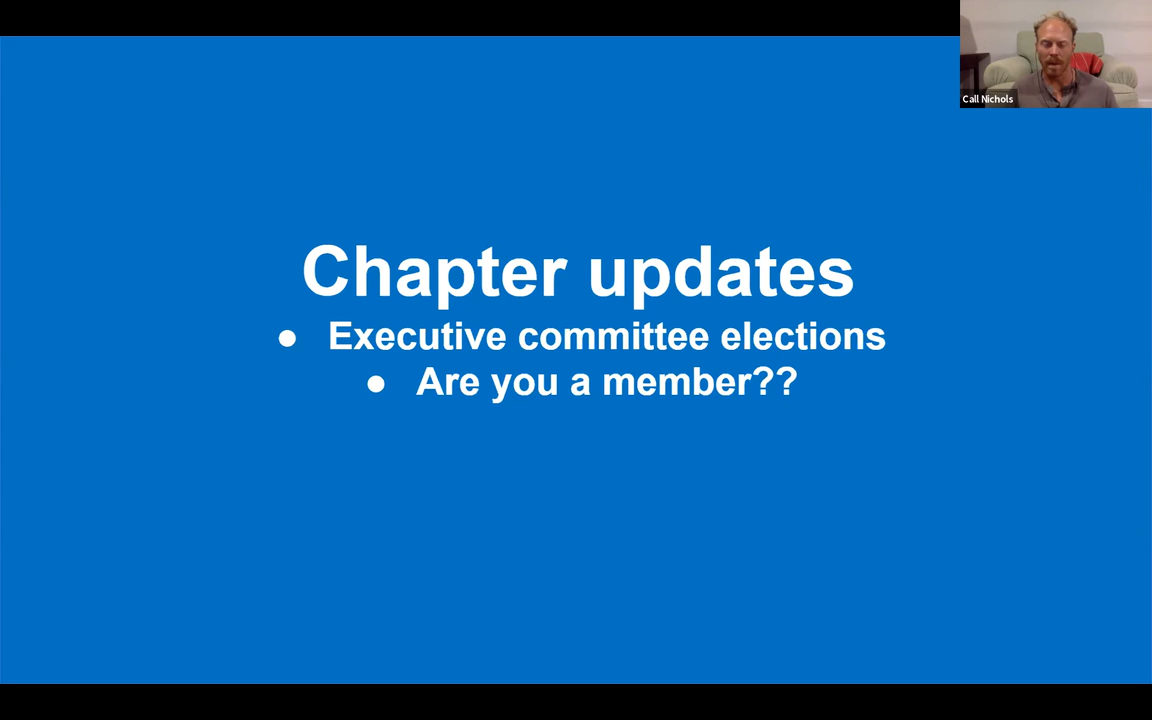 Call Nichols
Chapter updates
● Executive committee elections
● Are you a member??